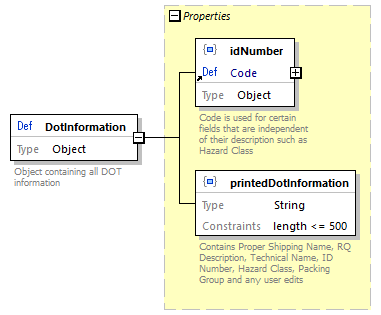 Properties
idNumber
Def Code
Type Object
Code is used for certain
fields that are independent
of their description such as
Hazard Class
Def DotInformation
Type Object
Object containing all DOT
information
printedDotInformation
Type String
Constraints length <= 500
Contains Proper Shipping Name, RQ
Description, Technical Name, ID
Number, Hazard Class, Packing
Group and any user edits